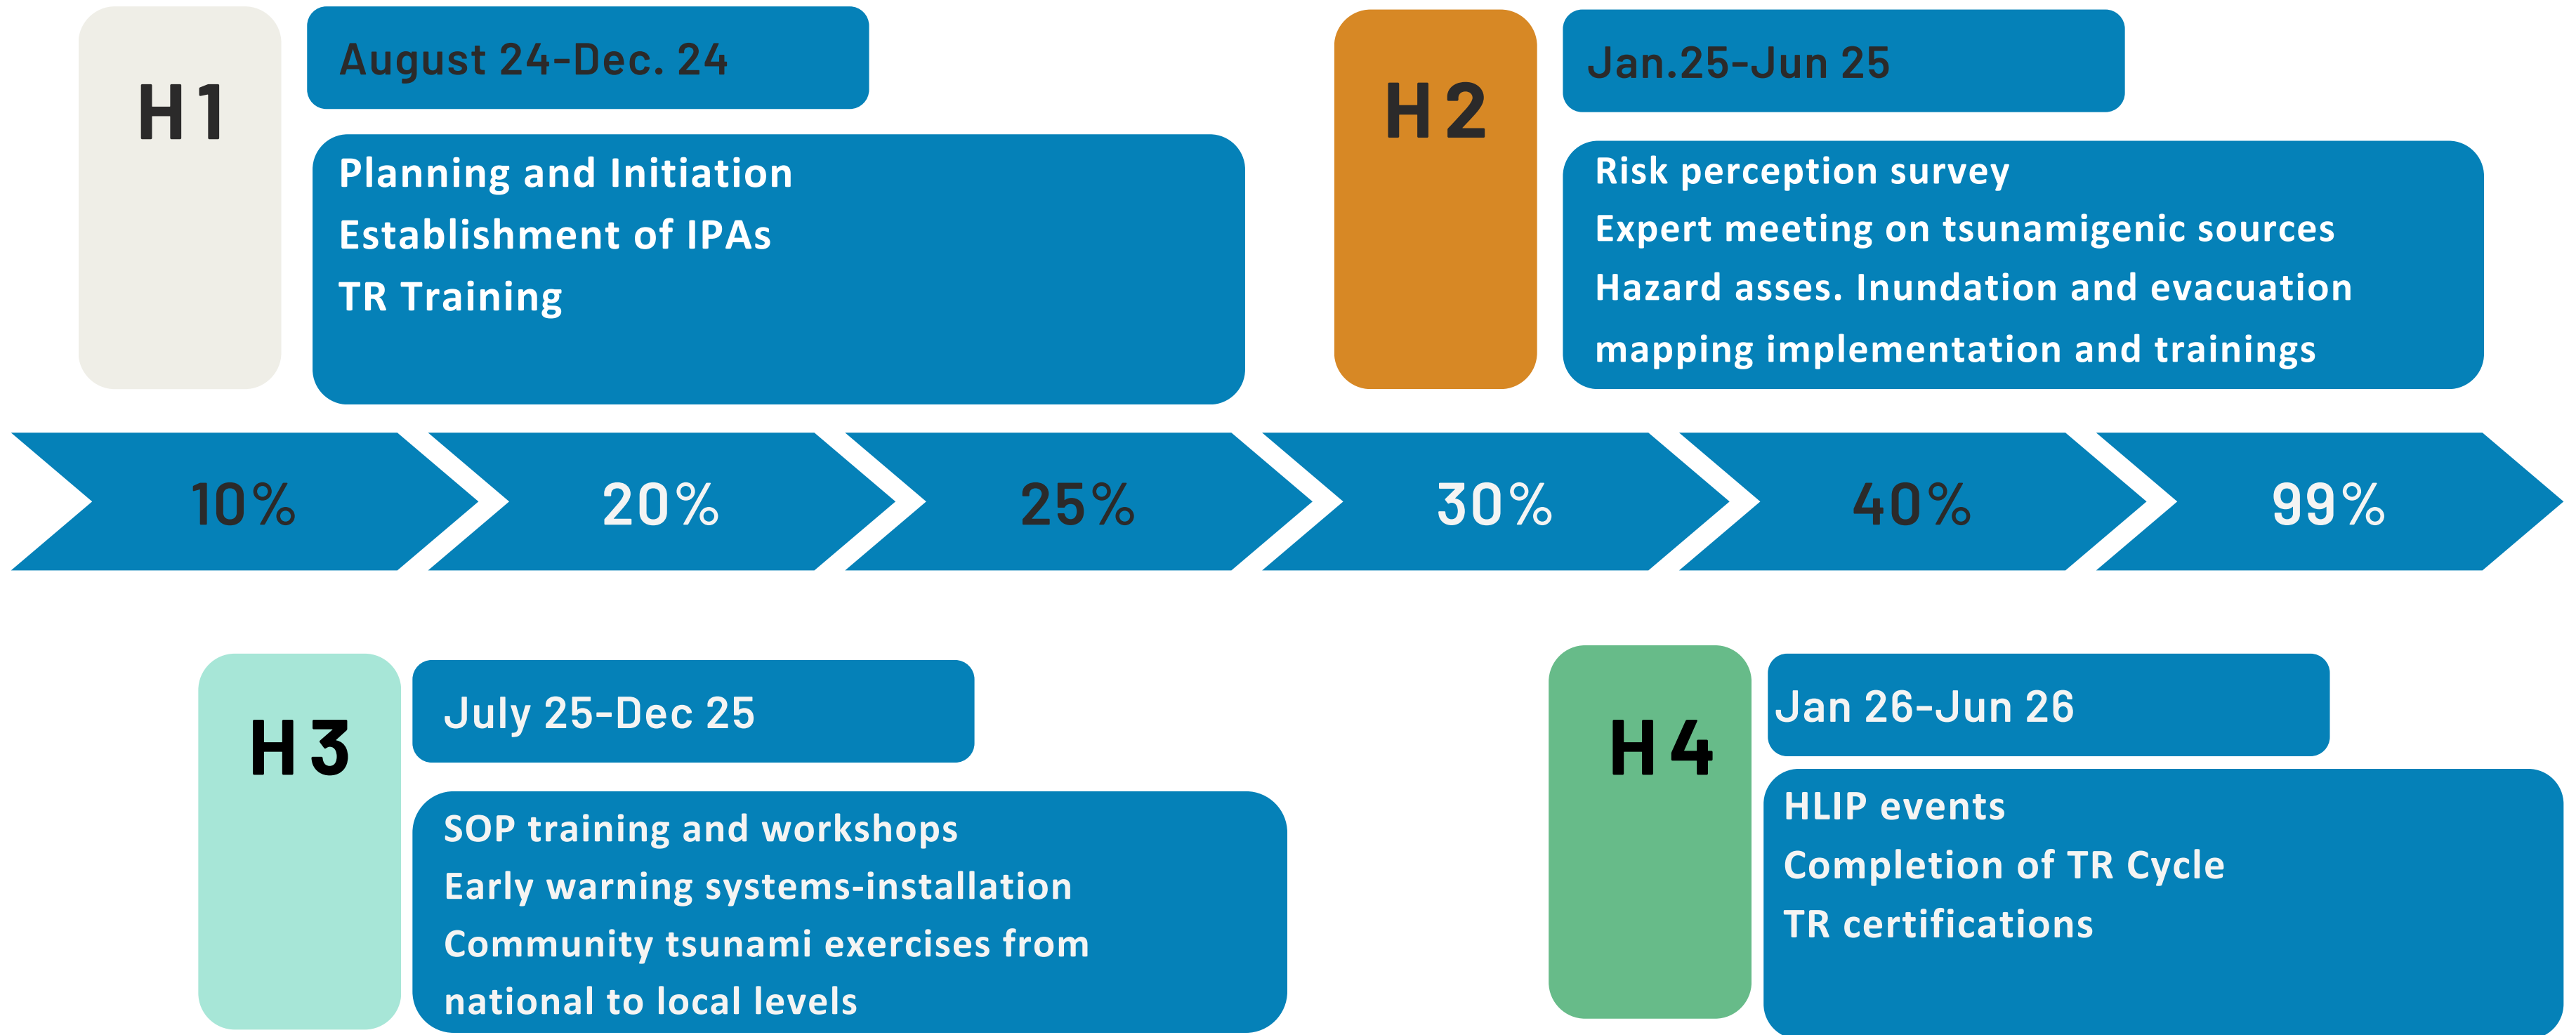 H1
August 24-Dec. 24
Planning and Initiation
Establishment of IPAs
TR Training
H2
Jan.25-Jun 25
Risk perception survey
Expert meeting on tsunamigenic sources
Hazard asses. Inundation and evacuation
mapping implementation and trainings
10%
20%
25%
30%
40%
99%
H3
July 25-Dec 25
SOP training and workshops
Early warning systems-installation
Community tsunami exercises from
national to local levels
H4
Jan 26-Jun 26
HLIP events
Completion of TR Cycle
TR certifications